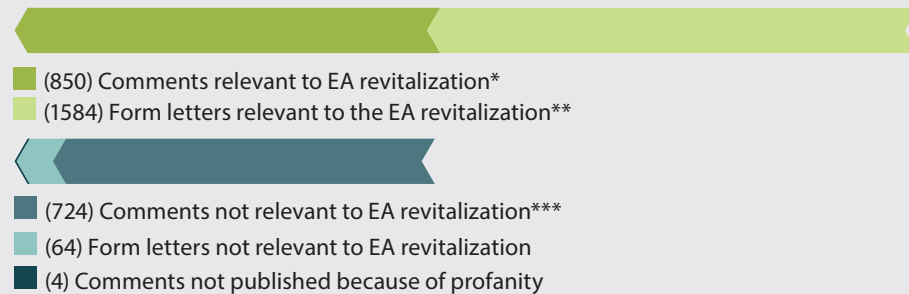 (850) Comments relevant to EA revitalization*
(1584) Form letters relevant to the EA revitalization**
(724) Comments not relevant to EA revitalization***
(64) Form letters not relevant to EA revitalization
(4) Comments not published because of profanity